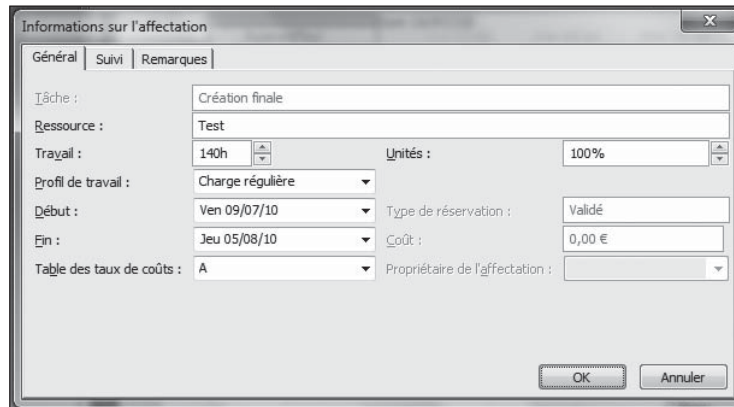 Informations sur l'affectation
Général Suivi Remarques
Tâche : Création finale
Ressource : Test
Travail : 140h Unités : 100%
Profil de travail : Charge régulière
Début : Ven 09/07/10 Type de réservation : Validé
Fin : Jeu 05/08/10 Coût : 0,00 €
Table des taux de coûts : A Propriétaire de l'affectation :
OK Annuler